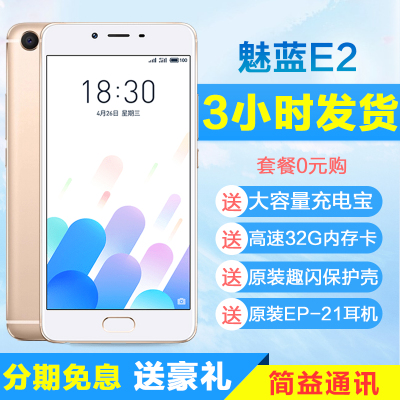 魅蓝E2
3小时发货
套餐0元购
送 大容量充电宝
送 高速32G内存卡
送 原装趣闪保护壳
送 原装EP-21耳机
100
18:30
4月26日 星期三
分期免息 送豪礼 简益通讯